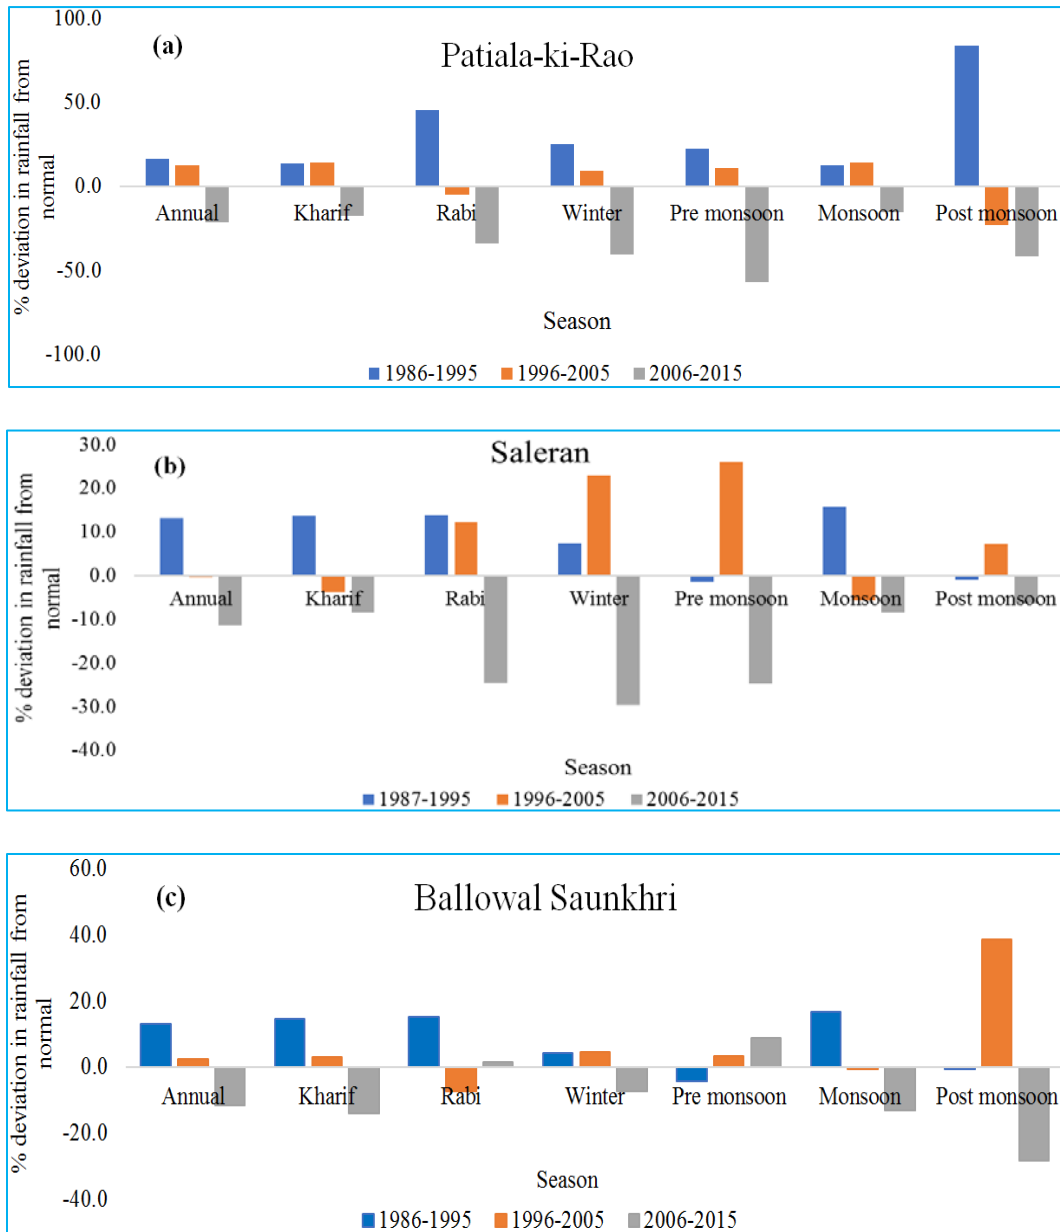 100.0
(a)
Patiala-ki-Rao
50.0
0.0
-50.0
-100.0
% deviation in rainfall from
normal
Annual Kharif Rabi Winter Pre monsoon Monsoon Post monsoon
Season
1986-1995 1996-2005 2006-2015
30.0
(b)
Saleran
20.0
10.0
0.0
-10.0
-20.0
-30.0
-40.0
% deviation in rainfall from
normal
Annual Kharif Rabi Winter Pre monsoon Monsoon Post monsoon
Season
1987-1995 1996-2005 2006-2015
60.0
(c)
Ballowal Saunkhri
40.0
20.0
0.0
-20.0
-40.0
% deviation in rainfall from
normal
Annual Kharif Rabi Winter Pre monsoon Monsoon Post monsoon
Season
1986-1995 1996-2005 2006-2015